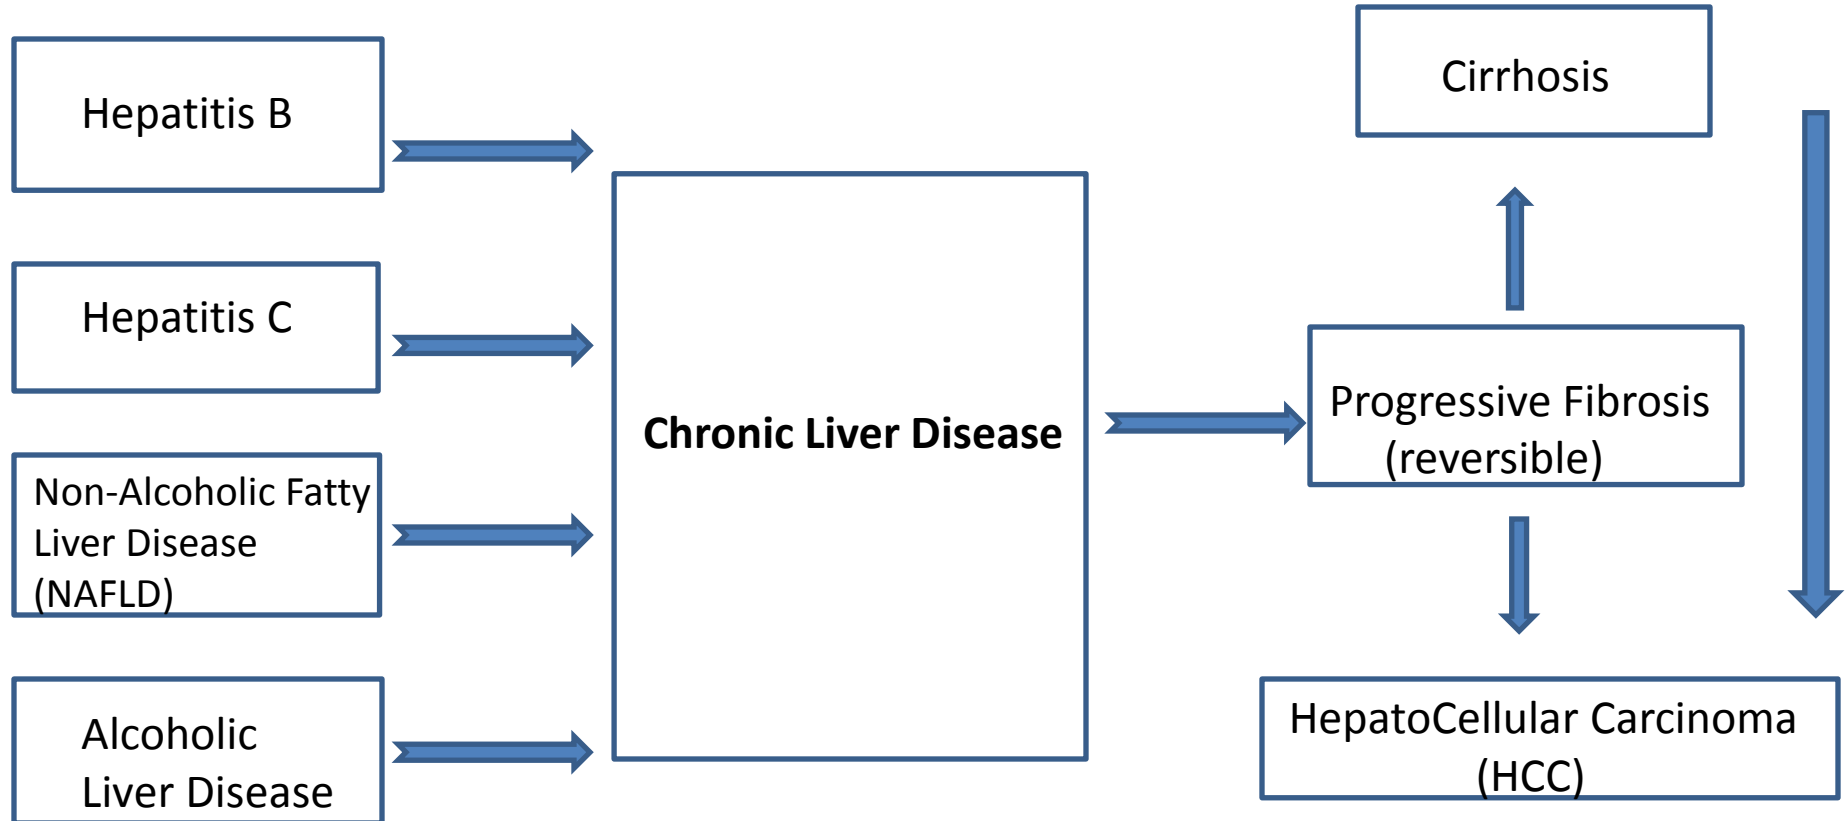 Hepatitis B
Hepatitis C
Non-Alcoholic Fatty
Liver Disease
(NAFLD)
Alcoholic
Liver Disease
Chronic Liver Disease
Cirrhosis
Progressive Fibrosis
(reversible)
HepatoCellular Carcinoma
(HCC)